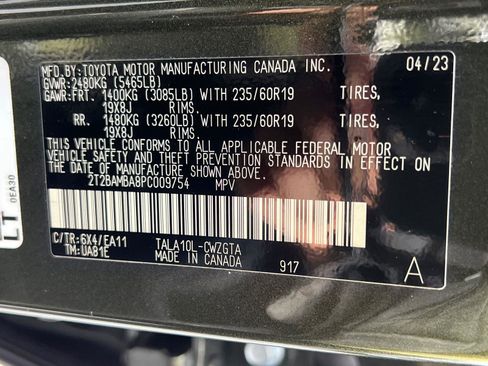 MFD.BY:TOYOTA MOTOR MANUFACTURING CANADA INC. 04/23
GVWR:2480KG (5465LB)
GAWR:FRT. 1400KG (3085LB) WITH 235/60R19 TIRES,
19X8J RIMS.
RR. 1480KG (3260LB) WITH 235/60R19 TIRES,
19X8J RIMS.
THIS VEHICLE CONFORMS TO ALL APPLICABLE FEDERAL MOTOR
VEHICLE SAFETY, BUMPER, AND THEFT PREVENTION STANDARDS IN EFFECT ON
THE DATE OF MANUFACTURE SHOWN ABOVE.
2T2BAMBA8PC009754 MPV
C/TR:6X4/EA11 TALA10L-CWZGTA
TM:UA81E MADE IN CANADA 917 A
0EA30
LT